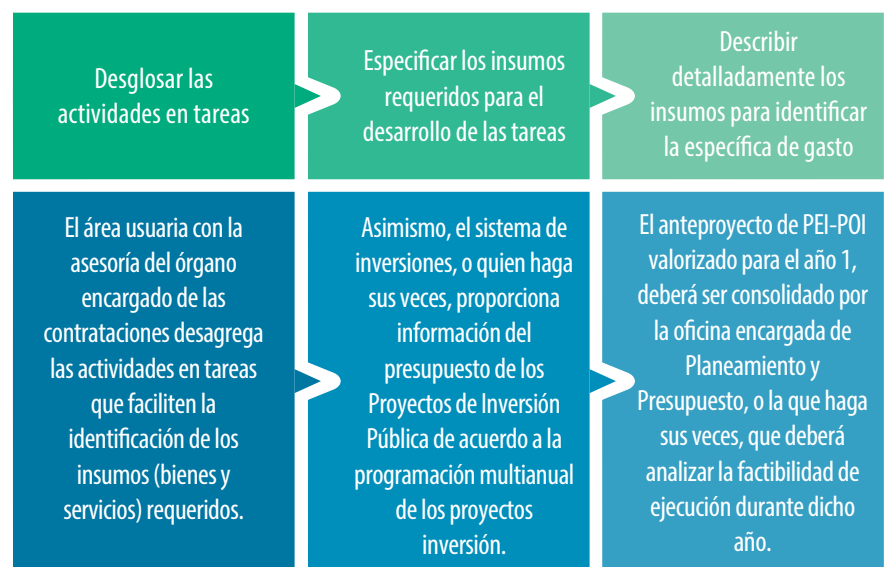 Desglosar las
actividades en tareas
Especificar los insumos
requeridos para el
desarrollo de las tareas
Describir
detalladamente los
insumos para identificar
la específica de gasto
El área usuaria con la
asesoría del órgano
encargado de las
contrataciones desagrega
las actividades en tareas
que faciliten la
identificación de los
insumos (bienes y
servicios) requeridos.
Asimismo, el sistema de
inversiones, o quien haga
sus veces, proporciona
información del
presupuesto de los
Proyectos de Inversión
Pública de acuerdo a la
programación multianual
de los proyectos
inversión.
El anteproyecto de PEI-POI
valorizado para el año 1,
deberá ser consolidado por
la oficina encargada de
Planeamiento y
Presupuesto, o la que haga
sus veces, que deberá
analizar la factibilidad de
ejecución durante dicho
año.